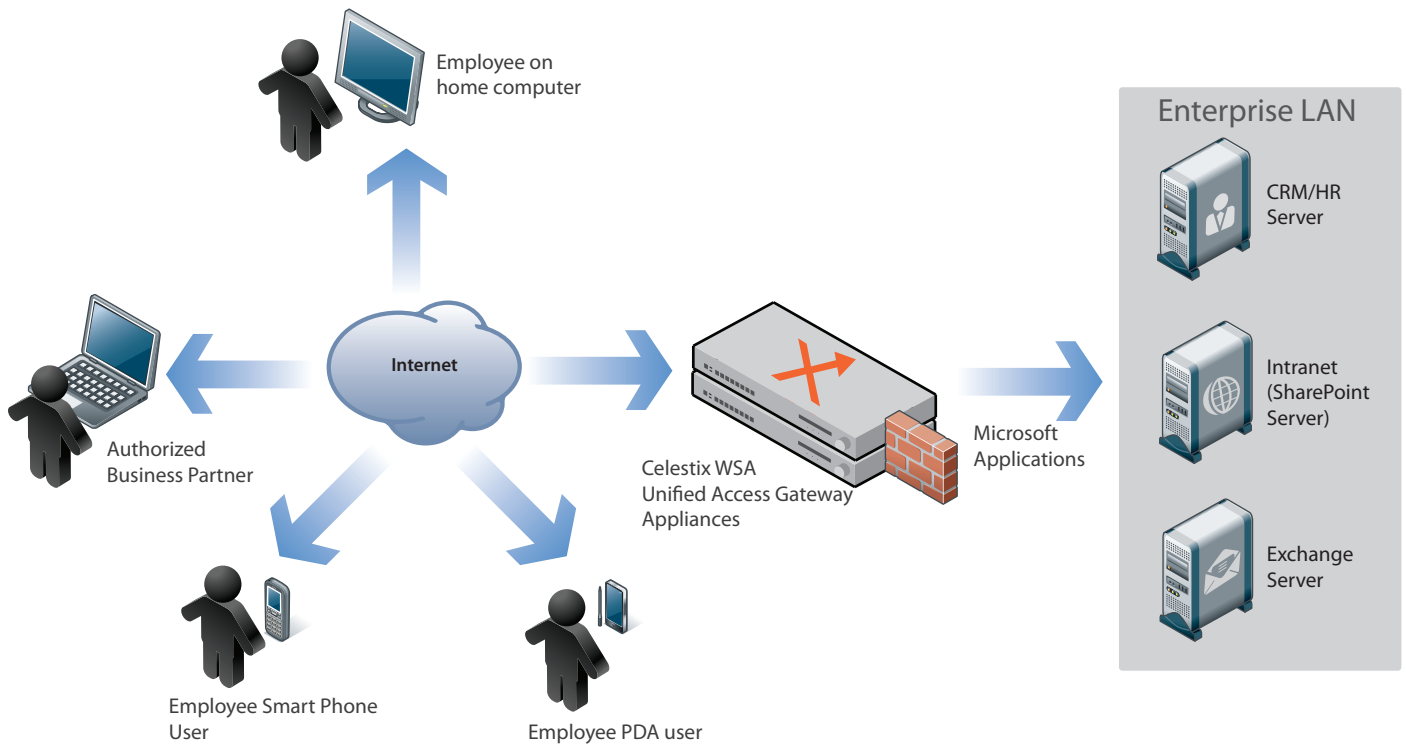 Employee on
home computer
Enterprise LAN
CRM/HR
Server
Internet
Intranet
(SharePoint
Server)
Authorized
Business Partner
Celestix WSA
Unified Access Gateway
Appliances
Microsoft
Applications
Exchange
Server
Employee Smart Phone
User
Employee PDA user